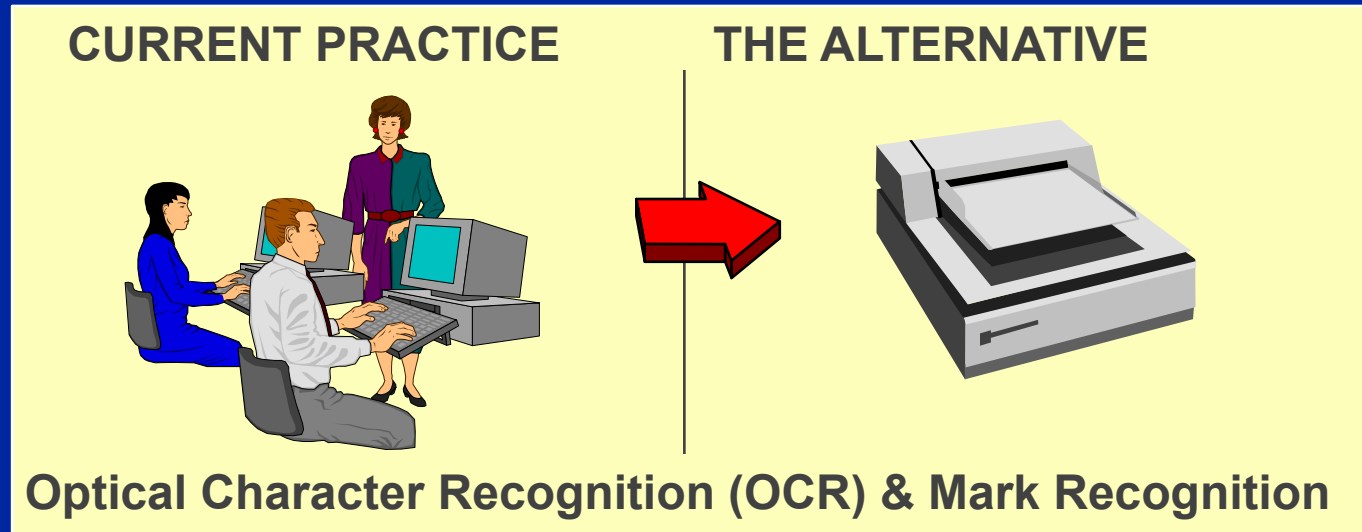 CURRENT PRACTICE
THE ALTERNATIVE
Optical Character Recognition (OCR) & Mark Recognition